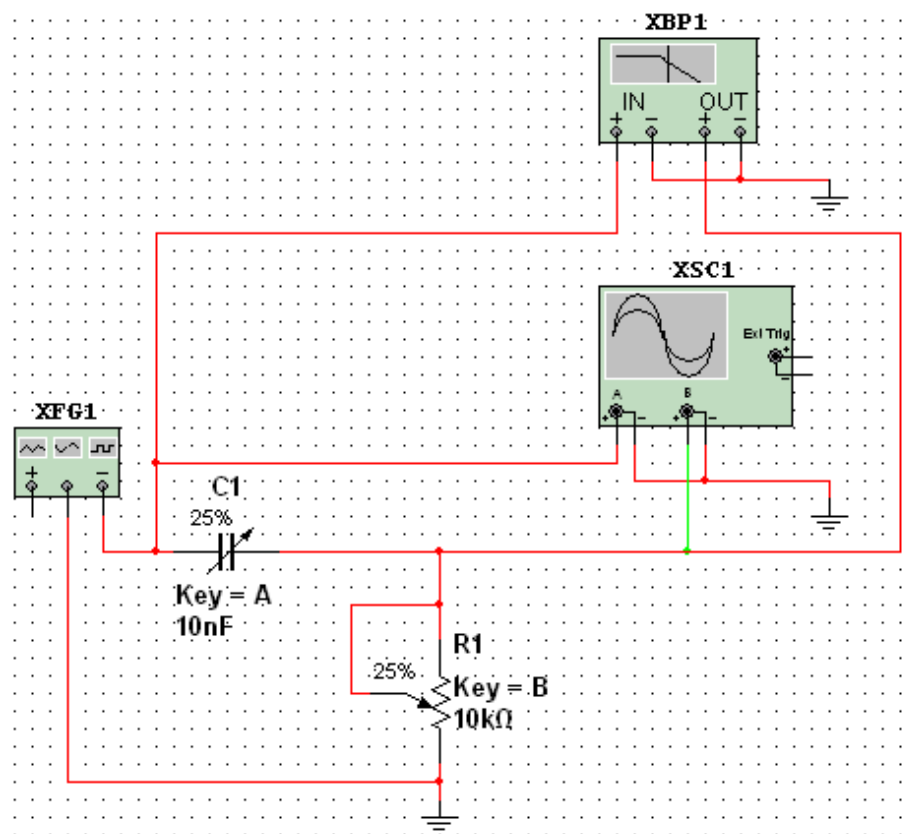 XBP1
IN OUT
+ − + −
XSC1
Ext Trig
+
−
A B
+ − + −
XFG1
+ −
C1
25%
Key = A
10nF
R1
25%
Key = B
10kΩ